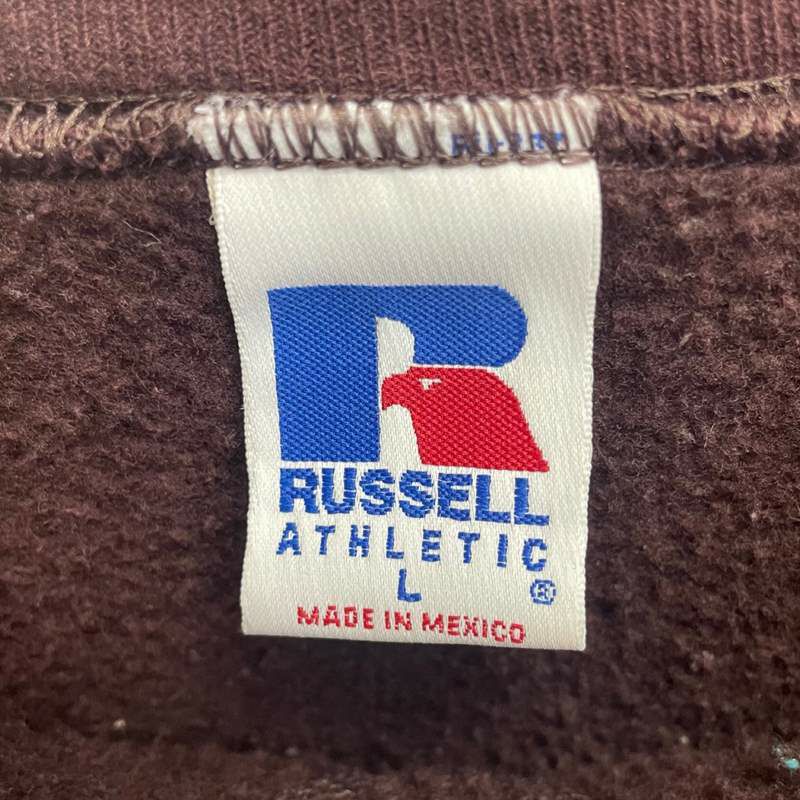 RUSSELL
ATHLETIC
L ®
MADE IN MEXICO